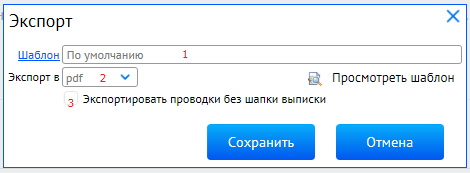 Экспорт
Шаблон По умолчанию 1
Экспорт в pdf 2 Просмотреть шаблон
3 Экспортировать проводки без шапки выписки
Сохранить Отмена